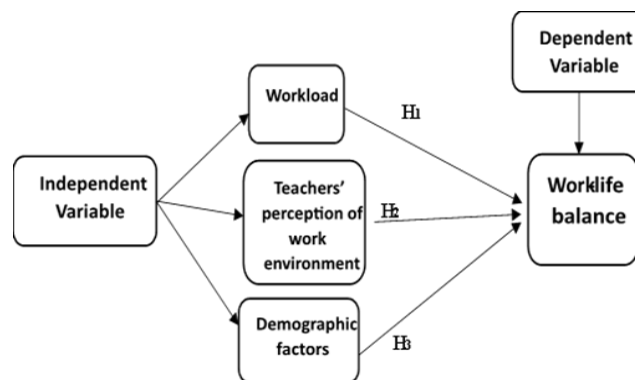 Dependent
Variable
Workload
H1
Independent
Variable
Teachers'
perception of
work
environment
H2
Worklife
balance
Demographic
factors
H3